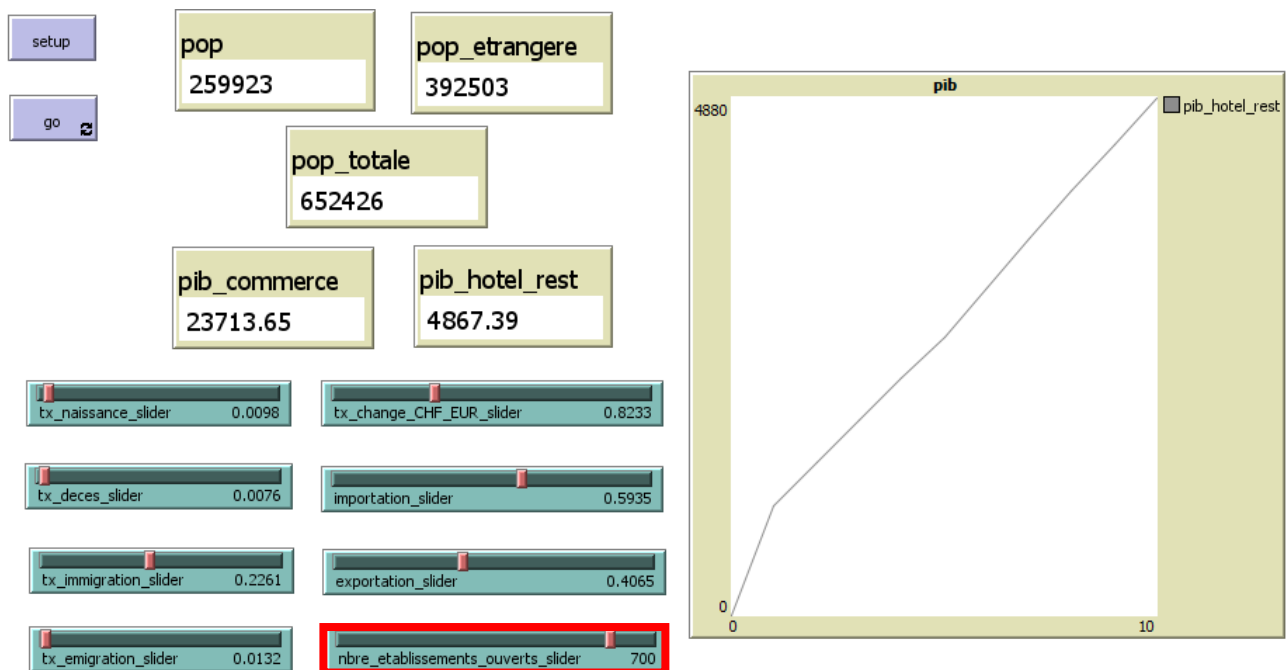 setup
go
pop
259923
pop_etrangere
392503
pop_totale
652426
pib_commerce
23713.65
pib_hotel_rest
4867.39
tx_naissance_slider 0.0098
tx_change_CHF_EUR_slider 0.8233
tx_deces_slider 0.0076
importation_slider 0.5935
tx_immigration_slider 0.2261
exportation_slider 0.4065
tx_emigration_slider 0.0132
nbre_etablissements_ouverts_slider 700
pib
4880
pib_hotel_rest
0
0 10